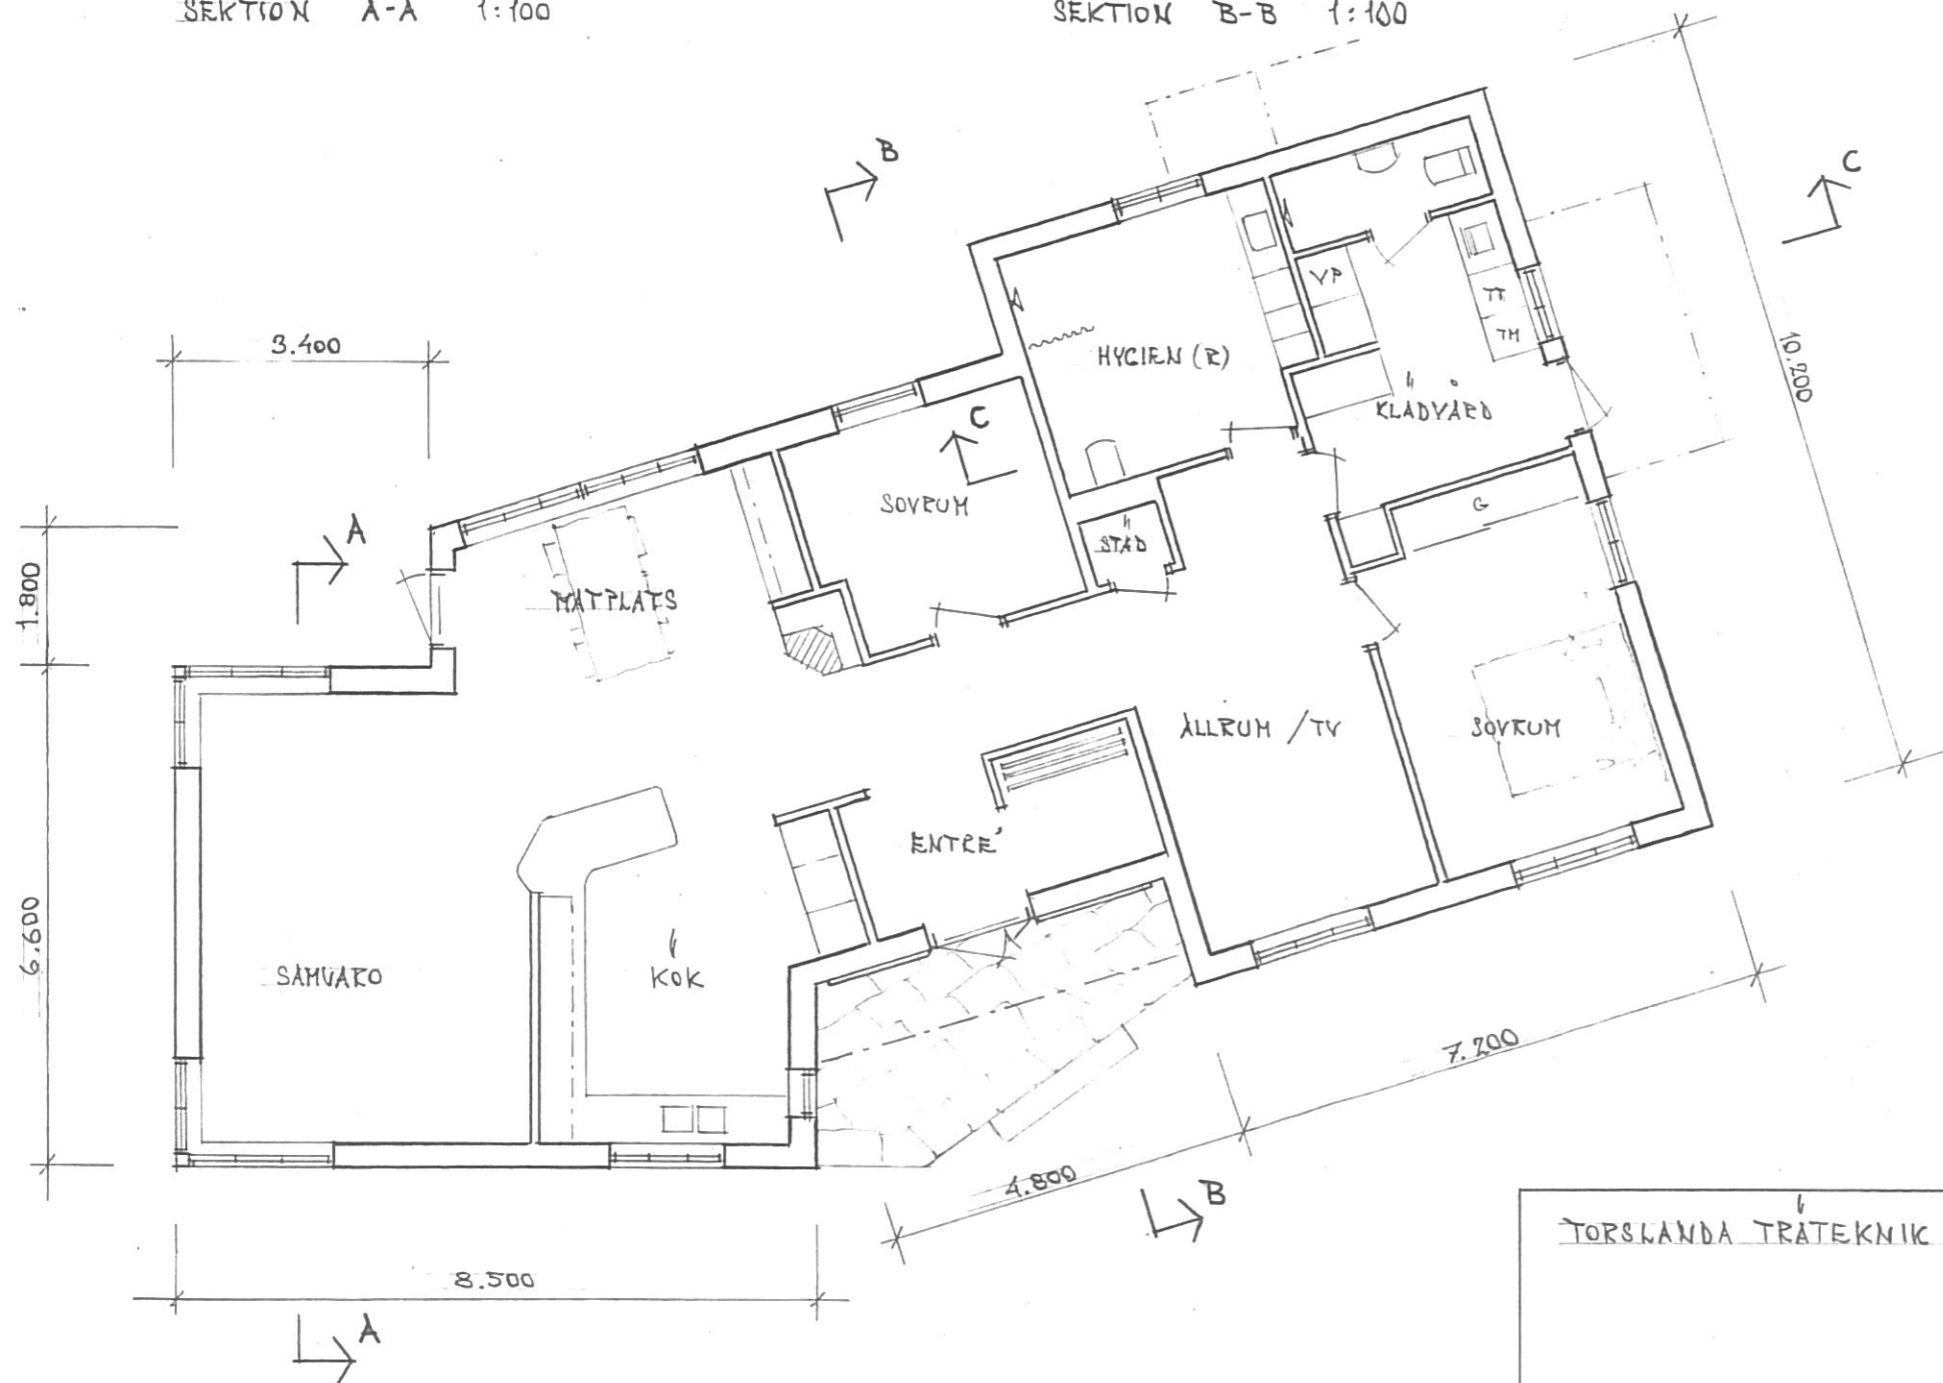 SEKTION A-A 1:100
SEKTION B-B 1:100
B
C
3.400
10.200
VP
TT
TM
HYGIEN (R)
KLÄDVÅRD
C
SOVRUM
G
A
STÄD
1.800
MATPLATS
ALLRUM / TV
SOVRUM
ENTRÉ
6.600
SAMVARO
KÖK
7.200
4.800
B
TORSLANDA TRÄTEKNIK
8.500
A